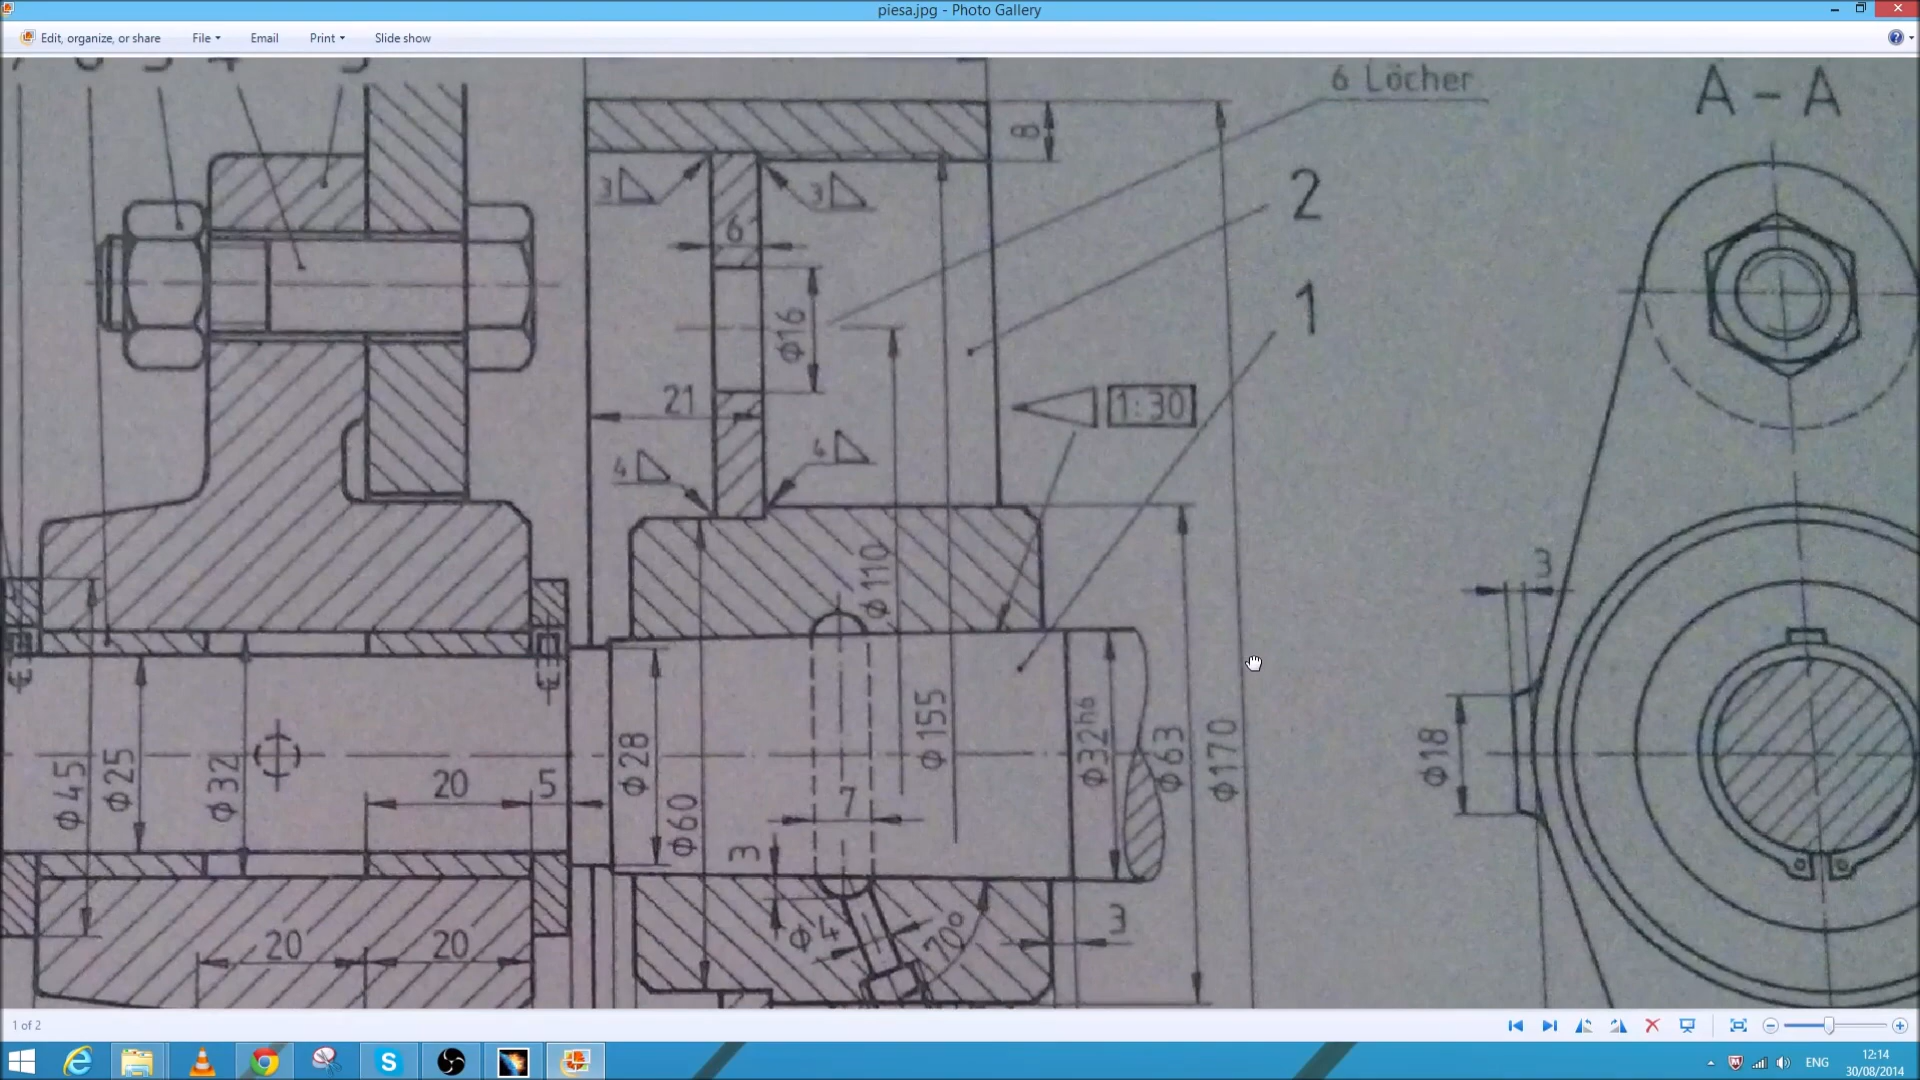 piesa.jpg - Photo Gallery
Edit, organize, or share
File
Email
Print
Slide show
6 Löcher
A - A
8
2
3
3
6
1
φ16
21
1:30
4
4
φ110
3
φ155
φ45
φ25
φ32
20
5
φ28
φ60
7
φ32h6
φ63
φ170
φ18
3
φ4
70°
3
20
20
1 of 2
ENG
12:14
30/08/2014